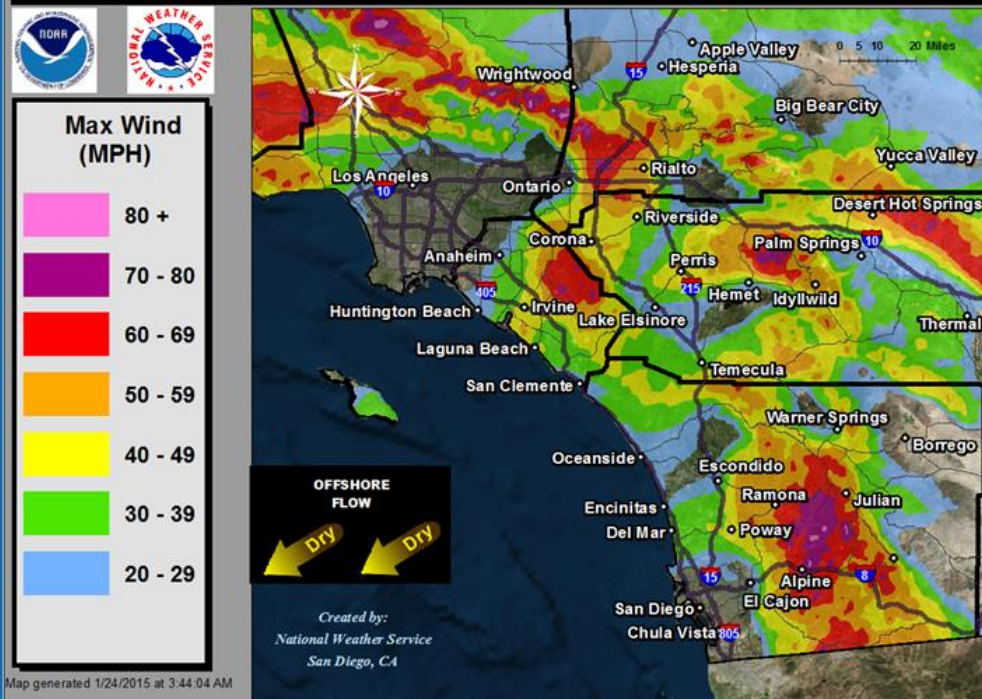 NOAA
NATIONAL WEATHER SERVICE
Max Wind
(MPH)
80 +
70 - 80
60 - 69
50 - 59
40 - 49
30 - 39
20 - 29
Map generated 1/24/2015 at 3:44:04 AM
0 5 10 20 Miles
Apple Valley
15
Hesperia
Wrightwood
Big Bear City
Yucca Valley
Rialto
Los Angeles
10
Ontario
Desert Hot Springs
Riverside
Corona
Palm Springs
10
Anaheim
Perris
405
215
Hemet
Idyllwild
Huntington Beach
Irvine
Lake Elsinore
Thermal
Laguna Beach
Temecula
San Clemente
Warner Springs
Borrego
Oceanside
Escondido
Ramona
Julian
Encinitas
Del Mar
Poway
15
Alpine
8
El Cajon
San Diego
Chula Vista
805
OFFSHORE
FLOW
Dry
Dry
Created by:
National Weather Service
San Diego, CA